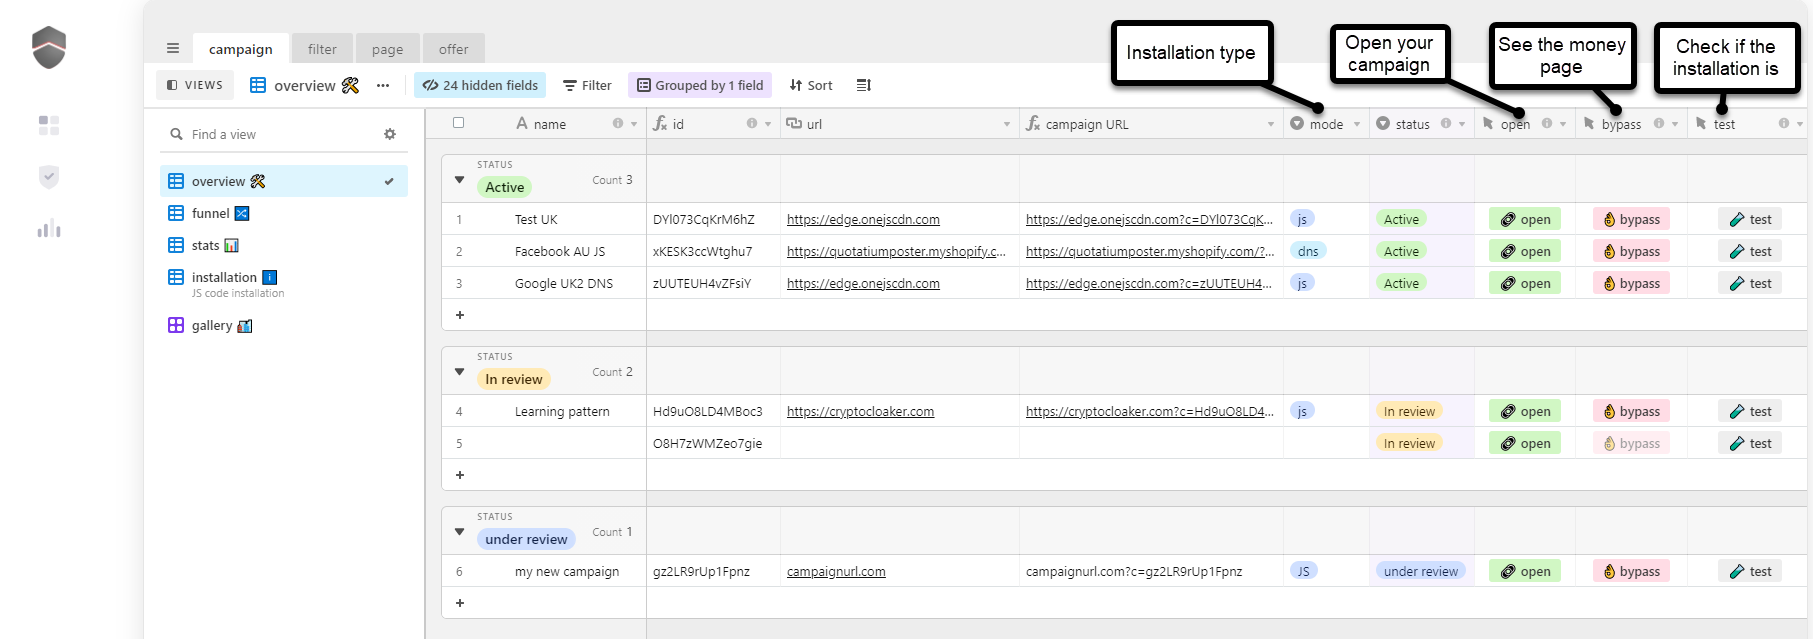 Installation type
Open your
campaign
See the money
page
Check if the
installation is
campaign filter page offer
VIEWS overview ... 24 hidden fields Filter Grouped by 1 field Sort
Find a view
overview
funnel
stats
installation
JS code installation
gallery
name id url campaign URL mode status open bypass test
STATUS
Active Count 3
1 Test UK DYl073CqKrM6hZ https://edge.onejscdn.com https://edge.onejscdn.com?c=DYl073CqK... js Active open bypass test
2 Facebook AU JS xKESK3ccWtghu7 https://quotatiumposter.myshopify.c... https://quotatiumposter.myshopify.com/?... dns Active open bypass test
3 Google UK2 DNS zUUTEUH4vZFsiY https://edge.onejscdn.com https://edge.onejscdn.com?c=zUUTEUH4... js Active open bypass test
+
STATUS
In review Count 2
4 Learning pattern Hd9uO8LD4MBoc3 https://cryptocloaker.com https://cryptocloaker.com?c=Hd9uO8LD4... js In review open bypass test
5 O8H7zWMZeo7gie In review open bypass test
+
STATUS
under review Count 1
6 my new campaign gz2LR9rUp1Fpnz campaignurl.com campaignurl.com?c=gz2LR9rUp1Fpnz JS under review open bypass test
+